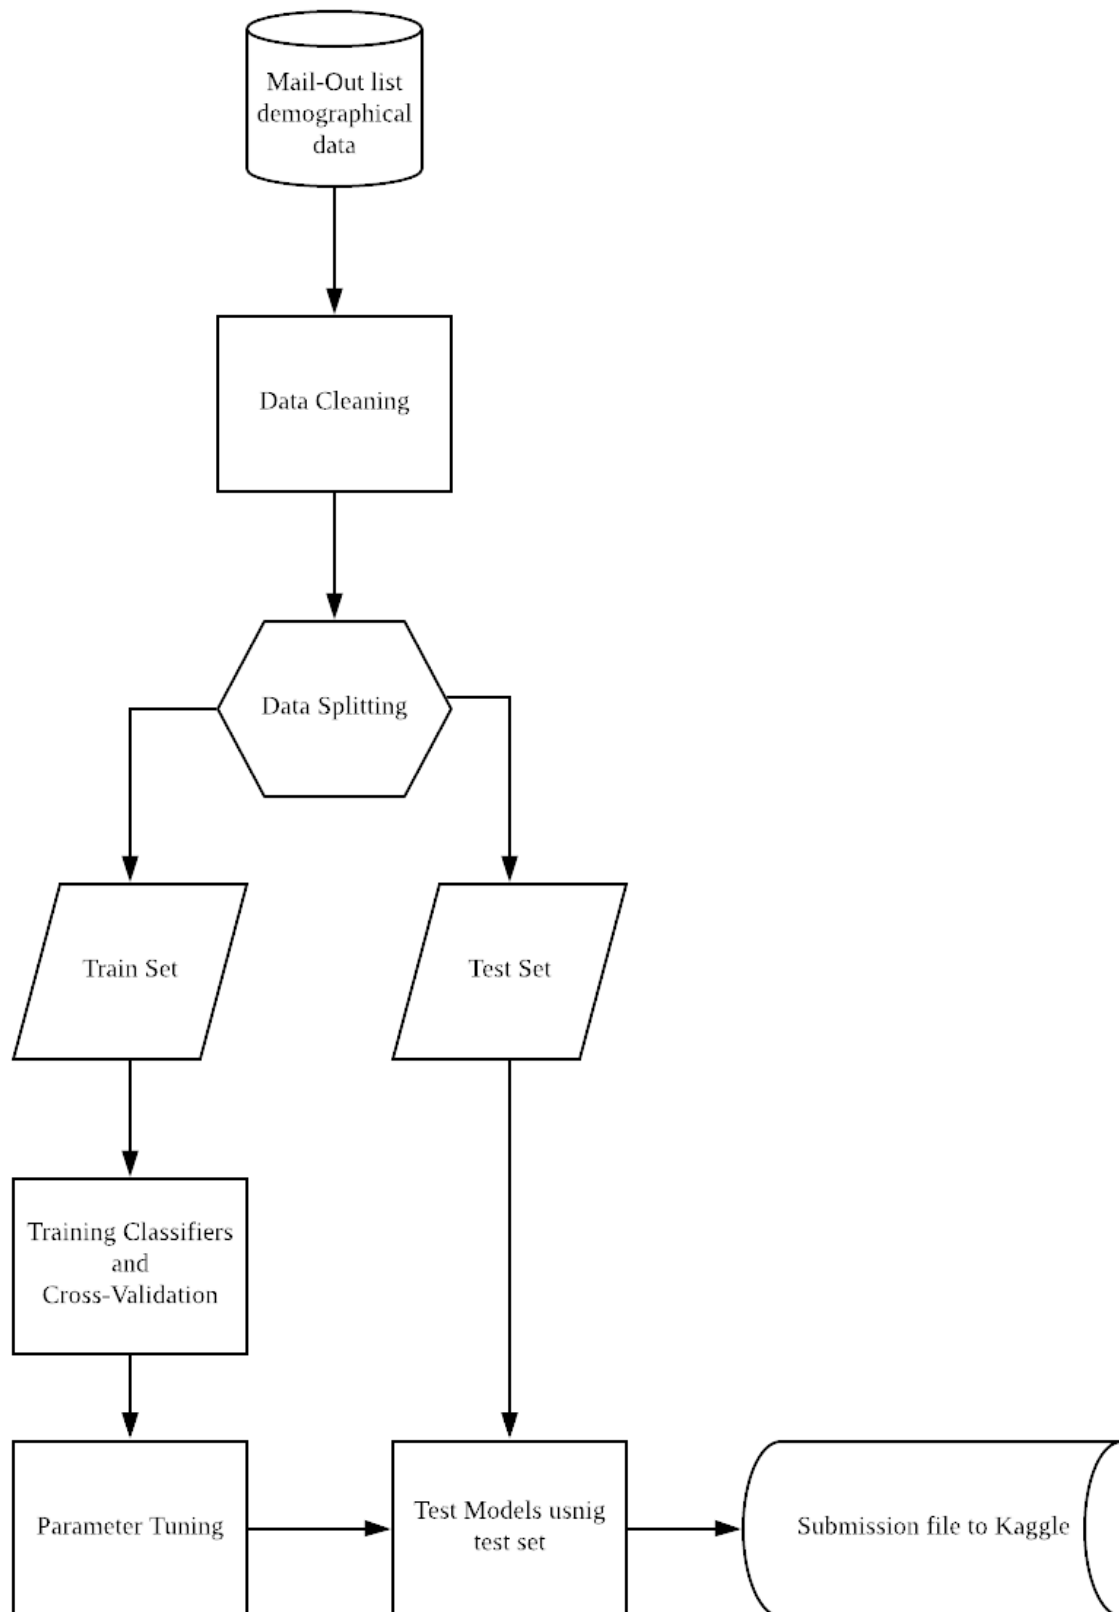 Mail-Out list
demographical
data
Data Cleaning
Data Splitting
Train Set
Test Set
Training Classifiers
and
Cross-Validation
Parameter Tuning
Test Models usnig
test set
Submission file to Kaggle